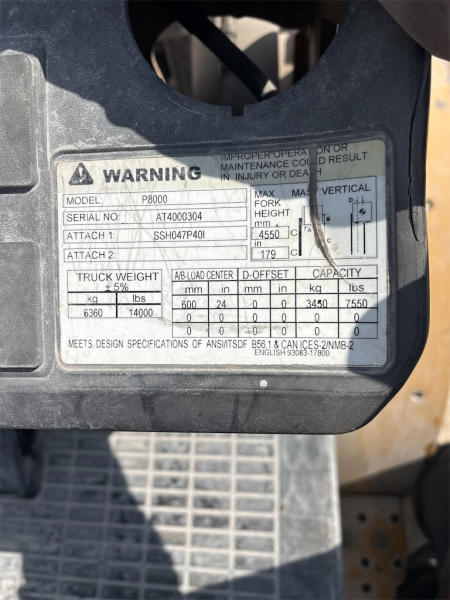 IMPROPER OPERATION OR
MAINTENANCE COULD RESULT
IN INJURY OR DEATH
WARNING
MODEL: P8000
SERIAL NO: AT4000304
ATTACH 1: SSH047P40I
ATTACH 2:
MAX FORK HEIGHT
mm
4550
in
179
MAST VERTICAL
D
A
C
C
B
TRUCK WEIGHT
± 5%
kg lbs
6360 14000
A/B-LOAD CENTER D-OFFSET CAPACITY
mm in mm in kg lbs
600 24 0 0 3450 7550
0 0 0 0 0 0
0 0 0 0 0 0
MEETS DESIGN SPECIFICATIONS OF ANSI/ITSDF B56.1 & CAN ICES-2/NMB-2
ENGLISH 93083-17800